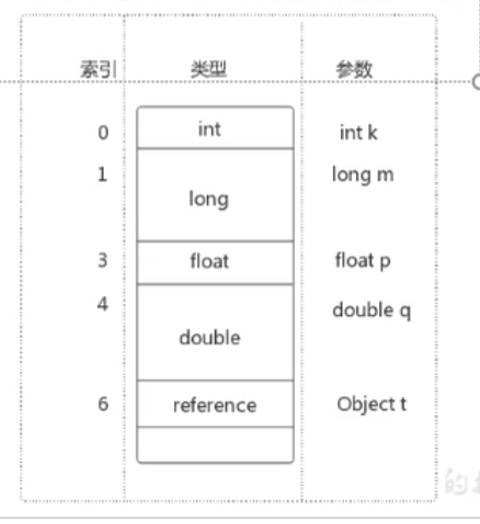 索引 类型 参数
0 int int k
1 long long m
3 float float p
4 double double q
6 reference Object t
的